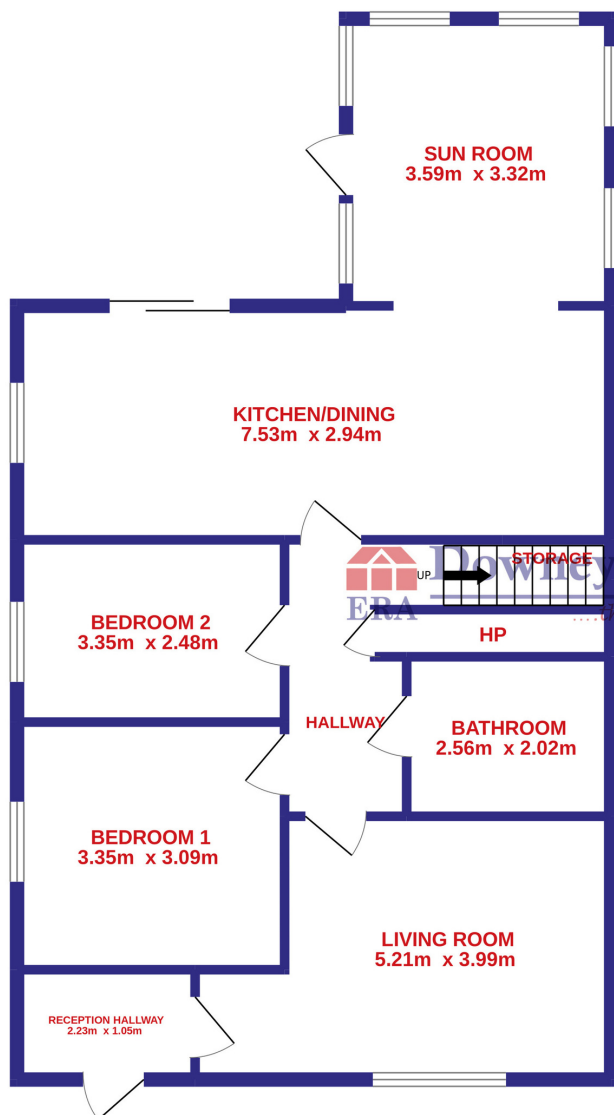 SUN ROOM
3.59m x 3.32m
KITCHEN/DINING
7.53m x 2.94m
STORAGE
UP
Downey
ERA
HP
BEDROOM 2
3.35m x 2.48m
HALLWAY
BATHROOM
2.56m x 2.02m
BEDROOM 1
3.35m x 3.09m
LIVING ROOM
5.21m x 3.99m
RECEPTION HALLWAY
2.23m x 1.05m